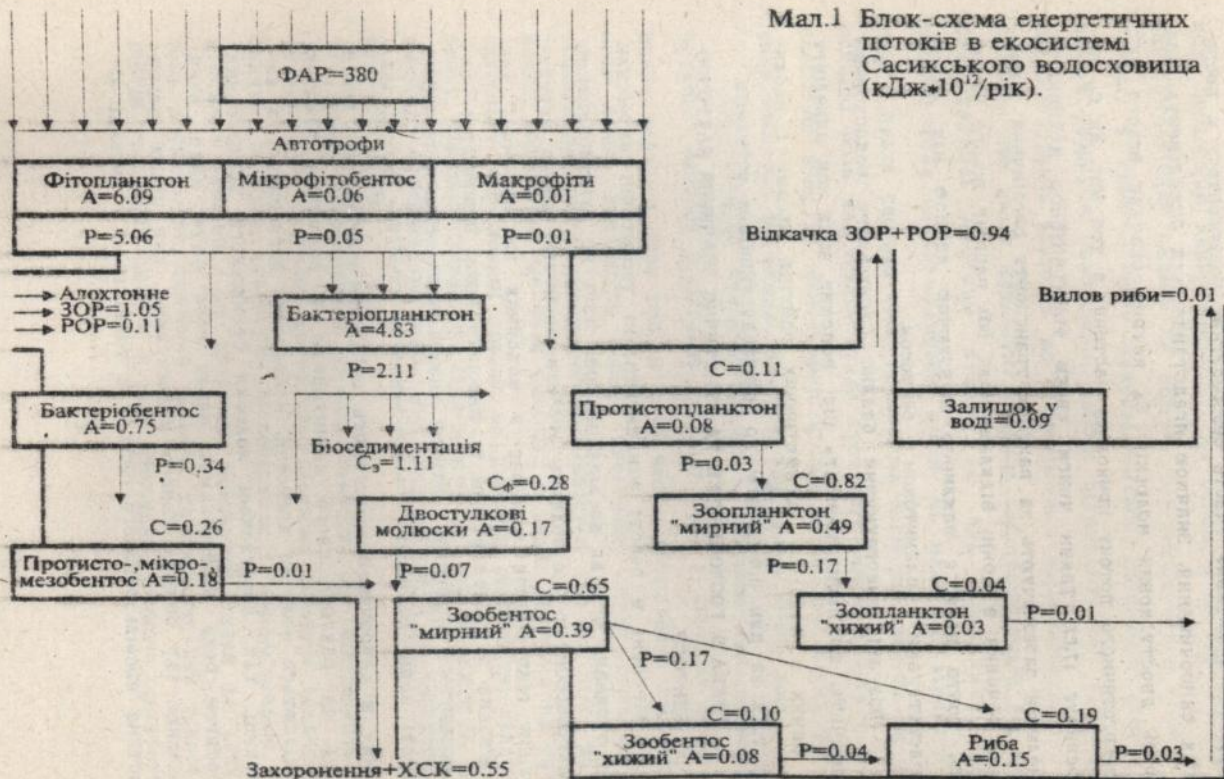 Мал.1 Блок-схема енергетичних
потоків в екосистемі
Сасикського водосховища
(кДж*10¹²/рік).
ФАР=380
Автотрофи
Фітопланктон
А=6.09
Мікрофітобентос
А=0.06
Макрофіти
А=0.01
Р=5.06
Р=0.05
Р=0.01
Відкачка ЗОР+РОР=0.94
Алохтонне
ЗОР=1.05
РОР=0.11
Бактеріопланктон
А=4.83
Вилов риби=0.01
Р=2.11
С=0.11
Бактеріобентос
А=0.75
Біоседиментація
Сз=1.11
Протистопланктон
А=0.08
Залишок у
воді=0.09
Р=0.34
Р=0.03
Сф=0.28
С=0.82
С=0.26
Двостулкові
молюски А=0.17
Зоопланктон
"мирний" А=0.49
Протисто-,мікро-,
мезобентос А=0.18
Р=0.01
Р=0.07
Р=0.17
С=0.65
С=0.04
Зообентос
"мирний" А=0.39
Зоопланктон
"хижий" А=0.03
Р=0.01
Р=0.17
С=0.10
С=0.19
Зообентос
"хижий" А=0.08
Р=0.04
Риба
А=0.15
Р=0.03
Захоронення+ХСК=0.55